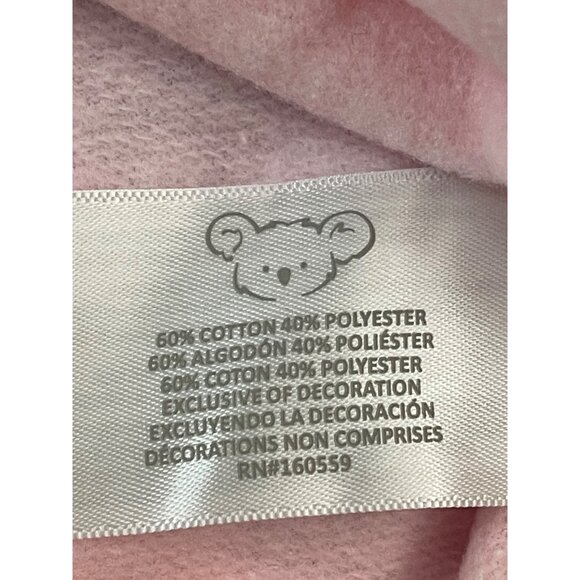 60% COTTON 40% POLYESTER
60% ALGODÓN 40% POLIÉSTER
60% COTON 40% POLYESTER
EXCLUSIVE OF DECORATION
EXCLUYENDO LA DECORACIÓN
DÉCORATIONS NON COMPRISES
RN#160559